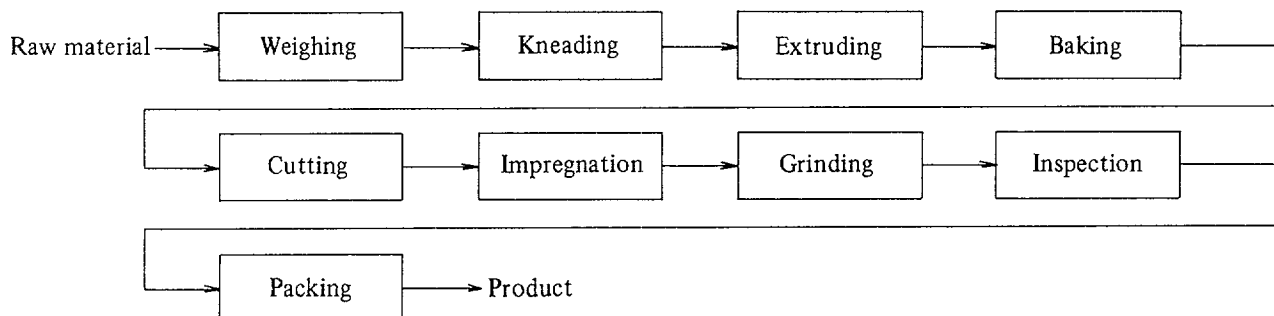 Raw material Weighing Kneading Extruding Baking
Cutting Impregnation Grinding Inspection
Packing Product